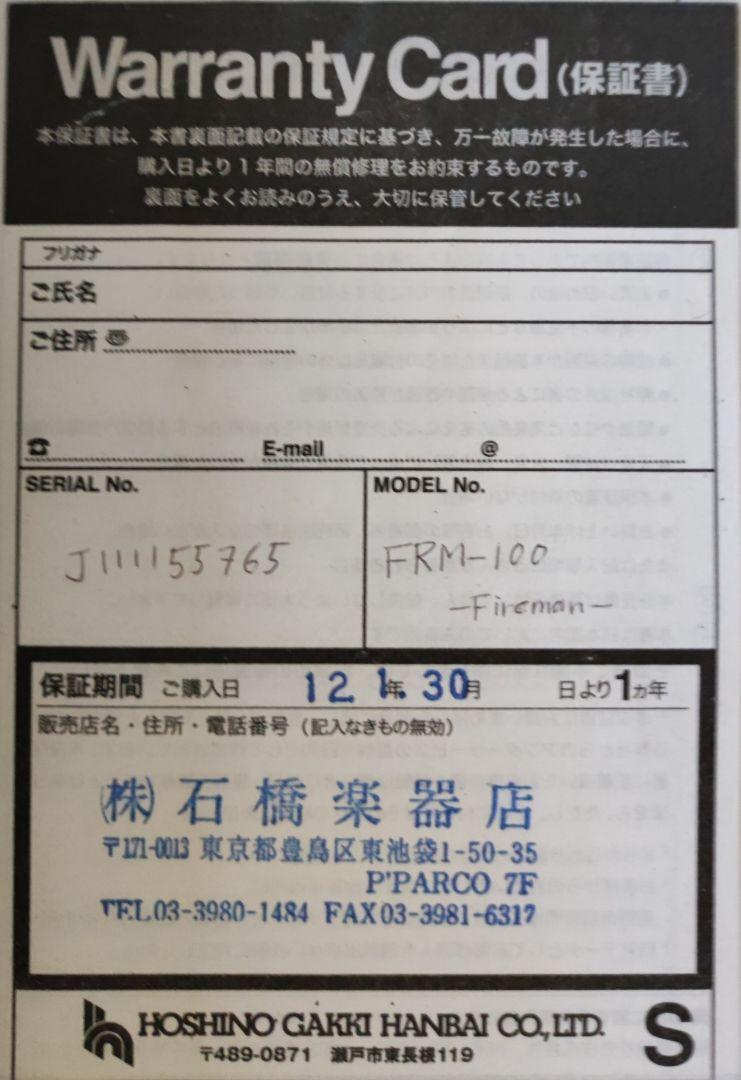 Warranty Card (保証書)
本保証書は、本書裏面記載の保証規定に基づき、万一故障が発生した場合に、
購入日より1年間の無償修理をお約束するものです。
裏面をよくお読みのうえ、大切に保管してください
フリガナ
ご氏名
ご住所 〠
☎ E-mail @
SERIAL No. MODEL No.
J111155765 FRM-100
-Fireman-
保証期間 ご購入日 12.1年30月 日より1ヵ年
販売店名・住所・電話番号(記入なきもの無効)
(株)石橋楽器店
〒171-0013 東京都豊島区東池袋1-50-35
P'PARCO 7F
TEL03-3980-1484 FAX03-3981-6317
HOSHINO GAKKI HANBAI CO., LTD. S
〒489-0871 瀬戸市東長根119